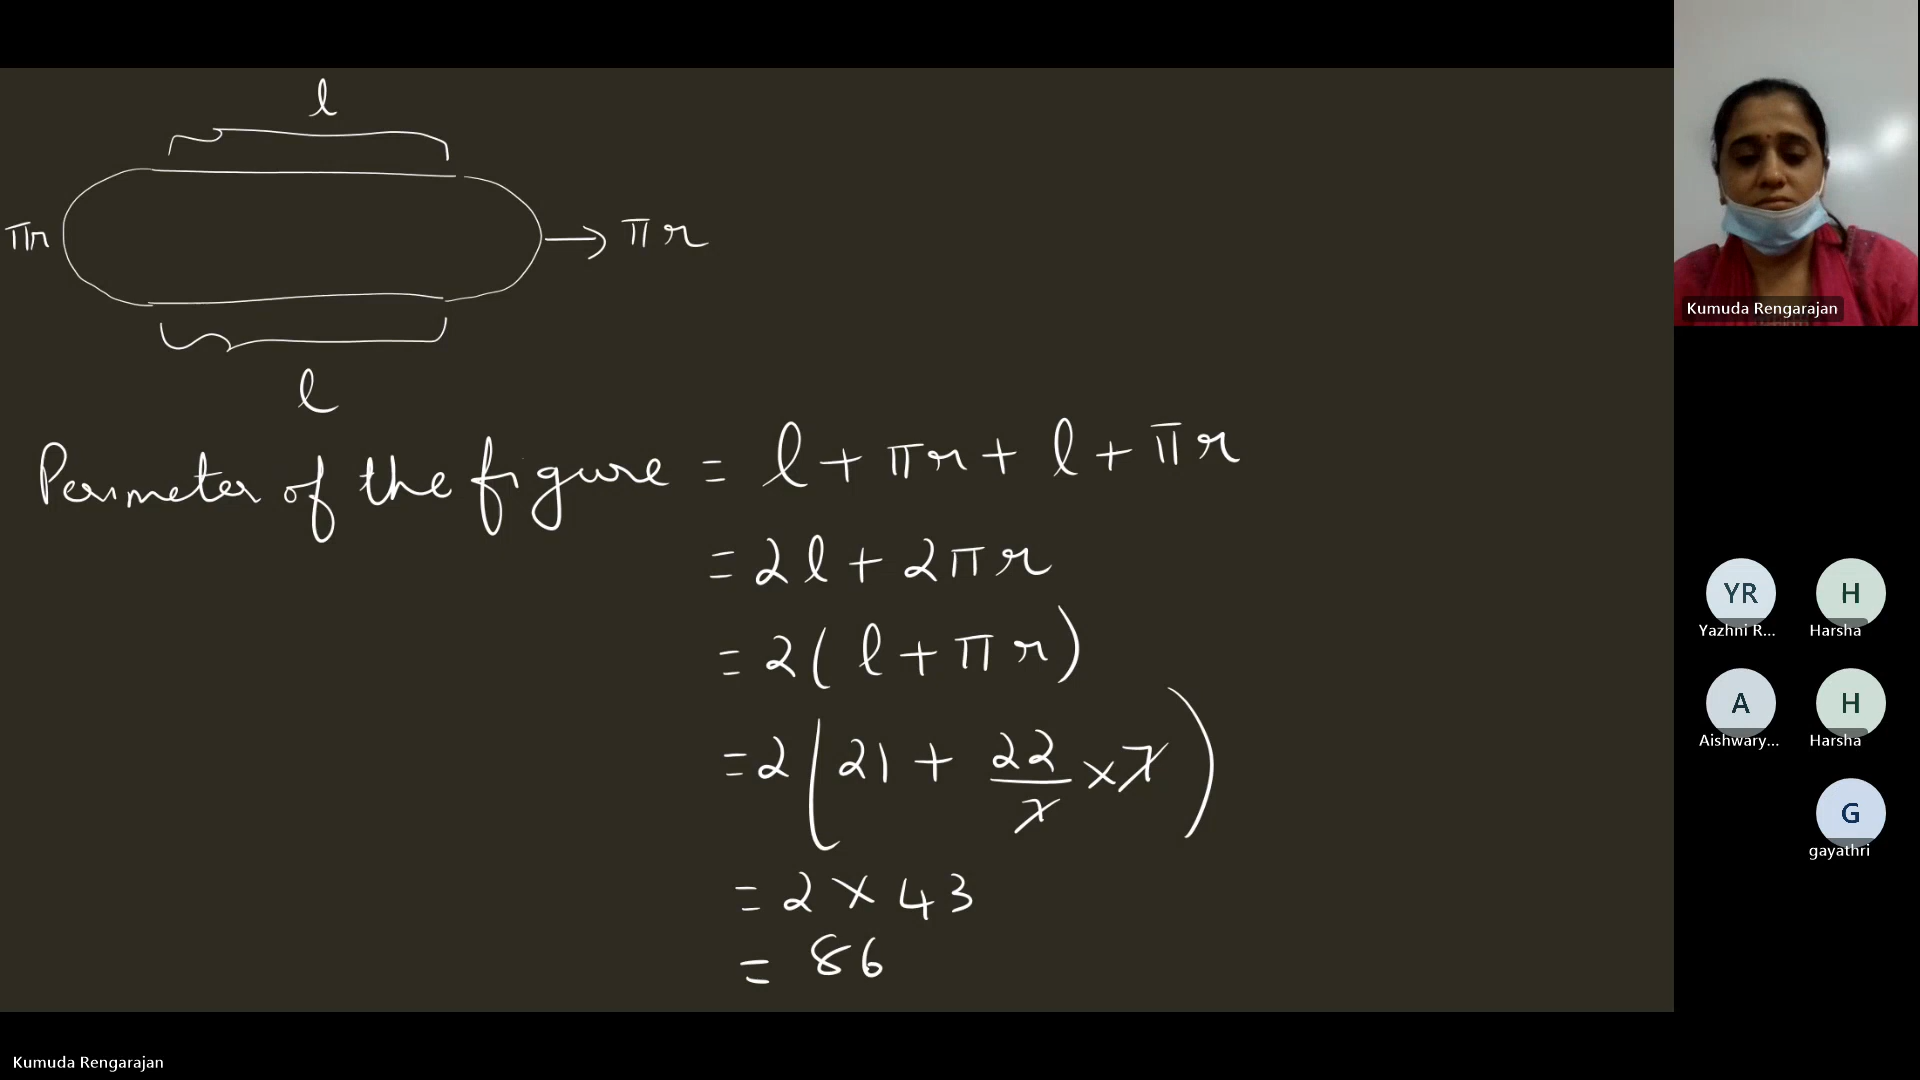 l
πr
→ πr
l
Perimeter of the figure = l + πr + l + πr
= 2l + 2πr
= 2(l + πr)
= 2(21 + 22/7 × 7)
= 2 × 43
= 86
Kumuda Rengarajan
YR
H
Yazhni R...
Harsha
A
H
Aishwary...
Harsha
G
gayathri
Kumuda Rengarajan